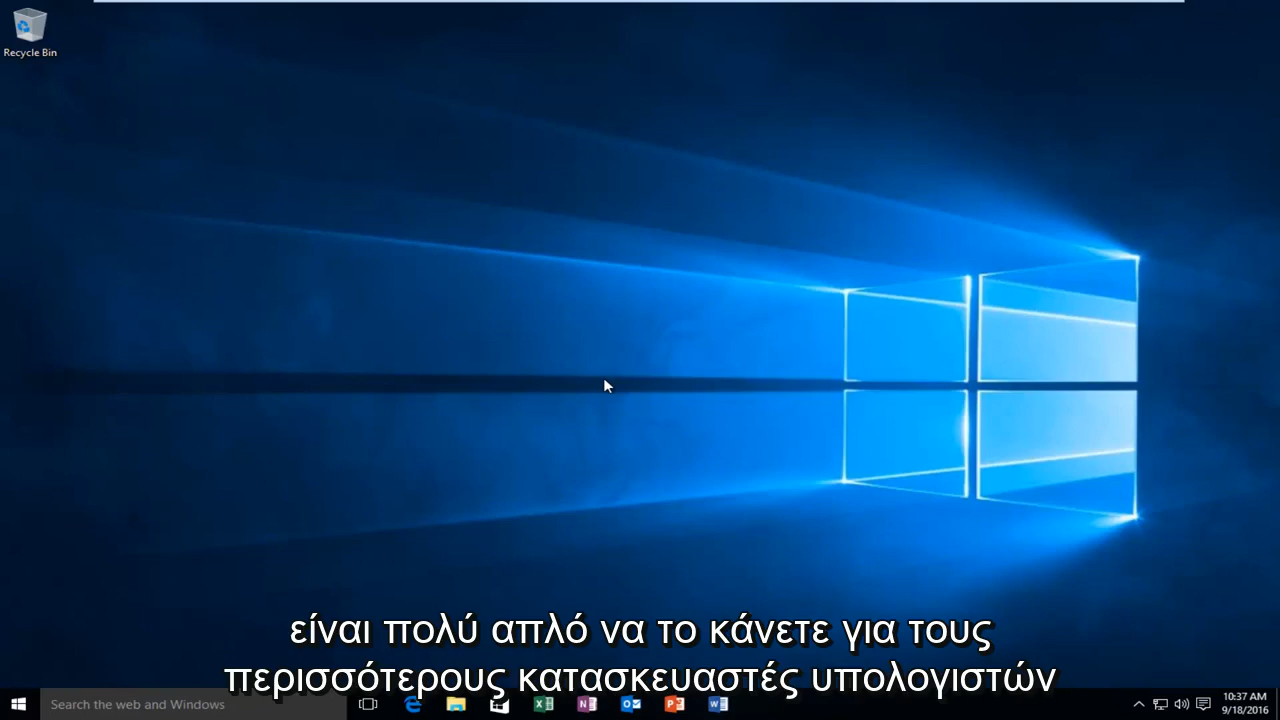 Recycle Bin
είναι πολύ απλό να το κάνετε για τους
περισσότερους κατασκευαστές υπολογιστών
Search the web and Windows
10:37 AM
9/18/2016